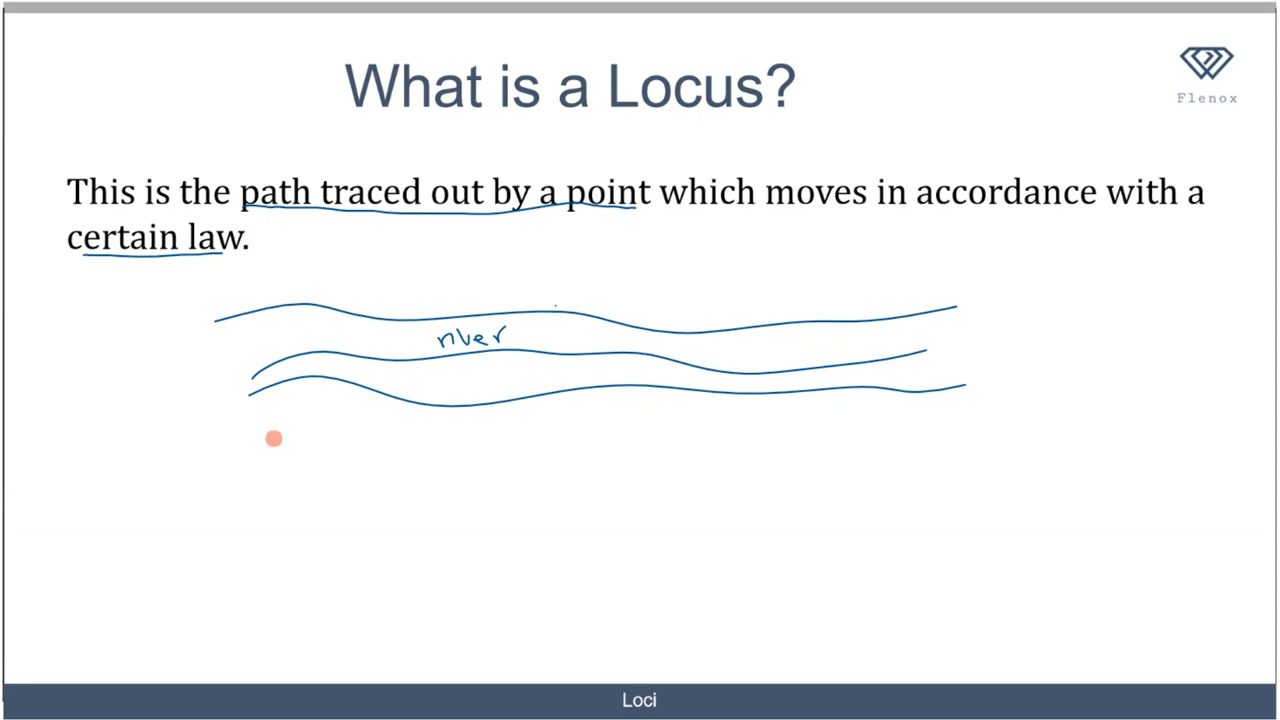 What is a Locus?
Flenox
This is the path traced out by a point which moves in accordance with a
certain law.
river
Loci